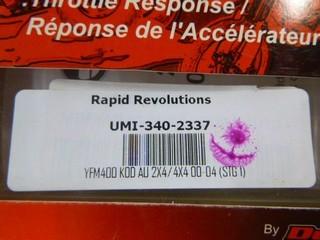 .Throttle Response /
Réponse de l'Accélérateur
Rapid Revolutions
UMI-340-2337
YFM400 KOD AU 2X4/4X4 00-04 (STG 1)
By